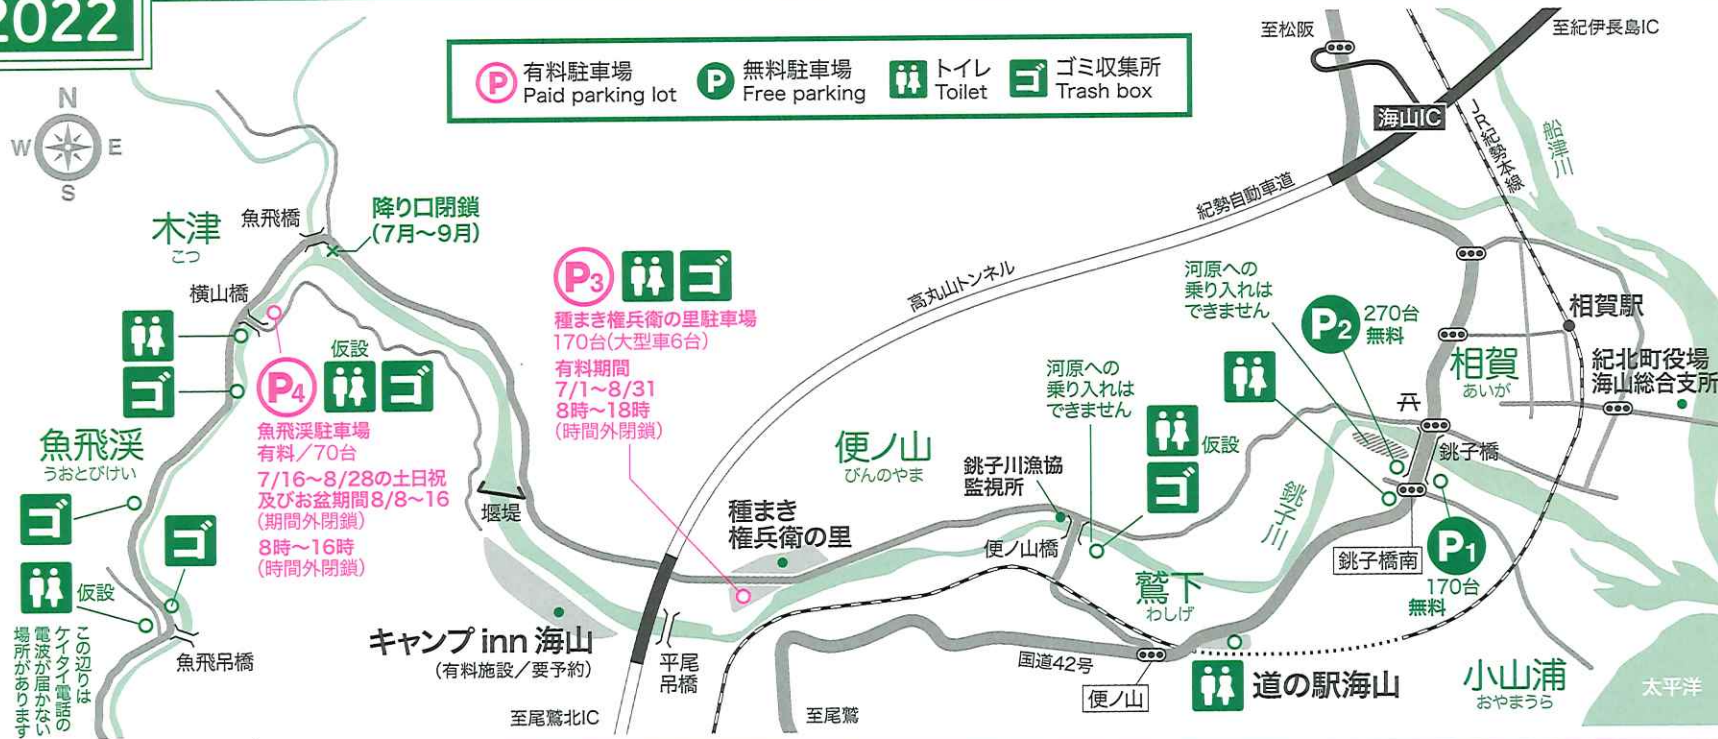 2022
有料駐車場
Paid parking lot
無料駐車場
Free parking
トイレ
Toilet
ゴミ収集所
Trash box
P
P
ゴ
至松阪
至紀伊長島IC
海山IC
JR紀勢本線
船津川
紀勢自動車道
高丸山トンネル
N
W
E
S
木津
こつ
魚飛橋
降り口閉鎖
(7月〜9月)
横山橋
ゴ
P4
仮設
ゴ
魚飛渓駐車場
有料/70台
7/16〜8/28の土日祝
及びお盆期間8/8〜16
(期間外閉鎖)
8時〜16時
(時間外閉鎖)
魚飛渓
うおとびけい
ゴ
ゴ
仮設
この辺りは
ケイタイ電話の
電波が届かない
場所があります
魚飛吊橋
堰堤
P3
ゴ
種まき権兵衛の里駐車場
170台(大型車6台)
有料期間
7/1〜8/31
8時〜18時
(時間外閉鎖)
キャンプ inn 海山
(有料施設/要予約)
種まき
権兵衛の里
平尾
吊橋
至尾鷲北IC
至尾鷲
便ノ山
びんのやま
銚子川漁協
監視所
便ノ山橋
河原への
乗り入れは
できません
仮設
ゴ
鷲下
わしげ
国道42号
便ノ山
道の駅海山
河原への
乗り入れは
できません
P2
270台
無料
相賀駅
相賀
あいが
紀北町役場
海山総合支所
銚子橋
銚子川
銚子橋南
P1
170台
無料
小山浦
おやまうら
太平洋